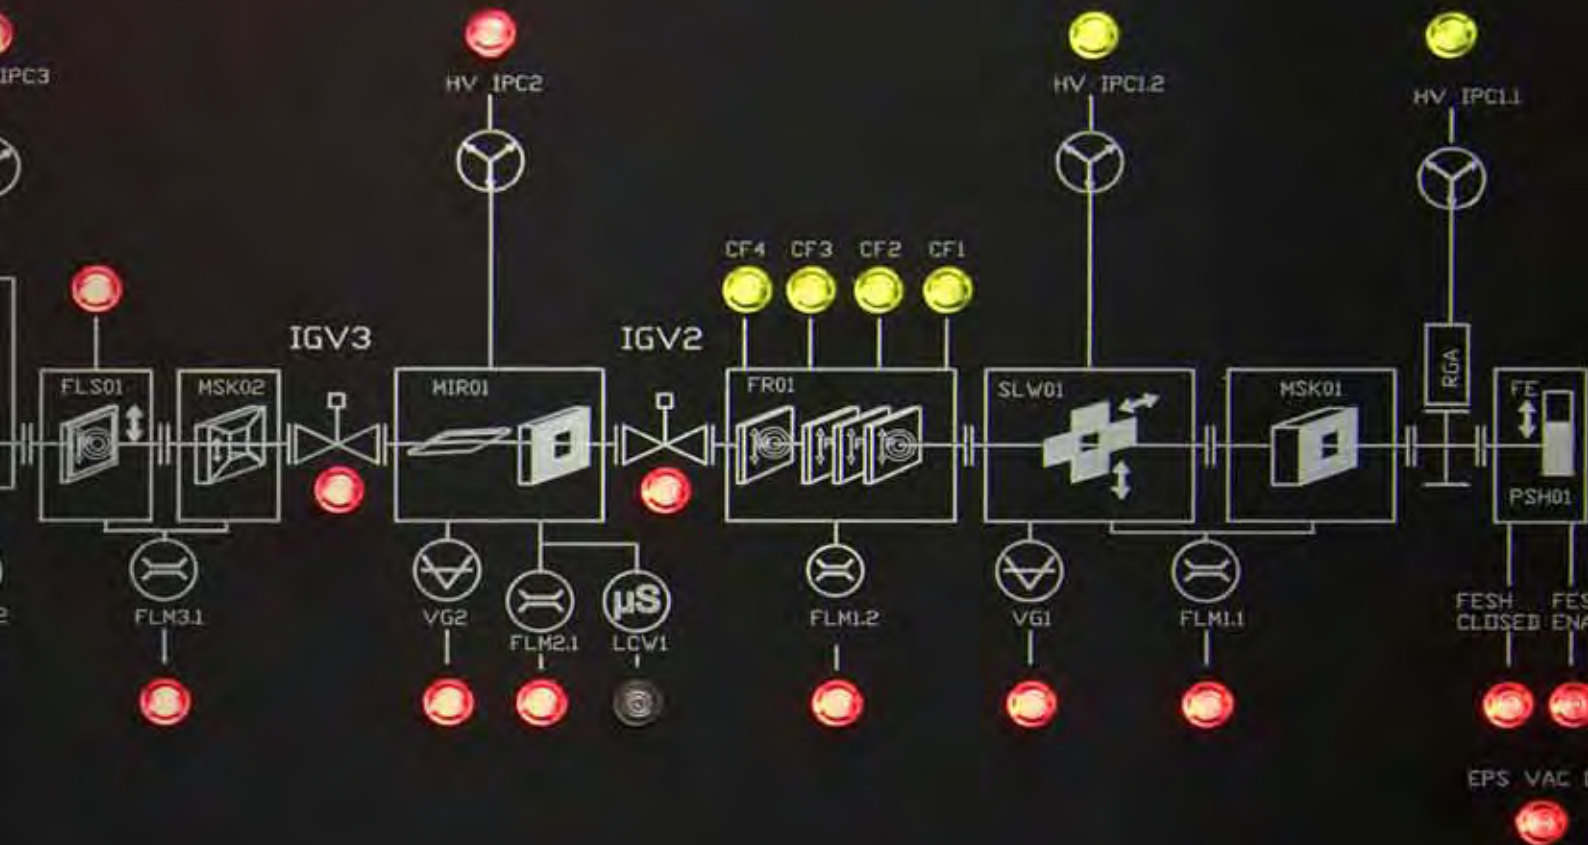 IPC3
HV IPC2
HV IPC1.2
HV IPC1.1
CF4 CF3 CF2 CF1
IGV3
IGV2
RGA
FLS01
MSK02
MIR01
FR01
SLW01
MSK01
FE
PSH01
FLM3.1
VG2
FLM2.1
µS
LCW1
FLM1.2
VG1
FLM1.1
FESH
CLOSED
EPS VAC